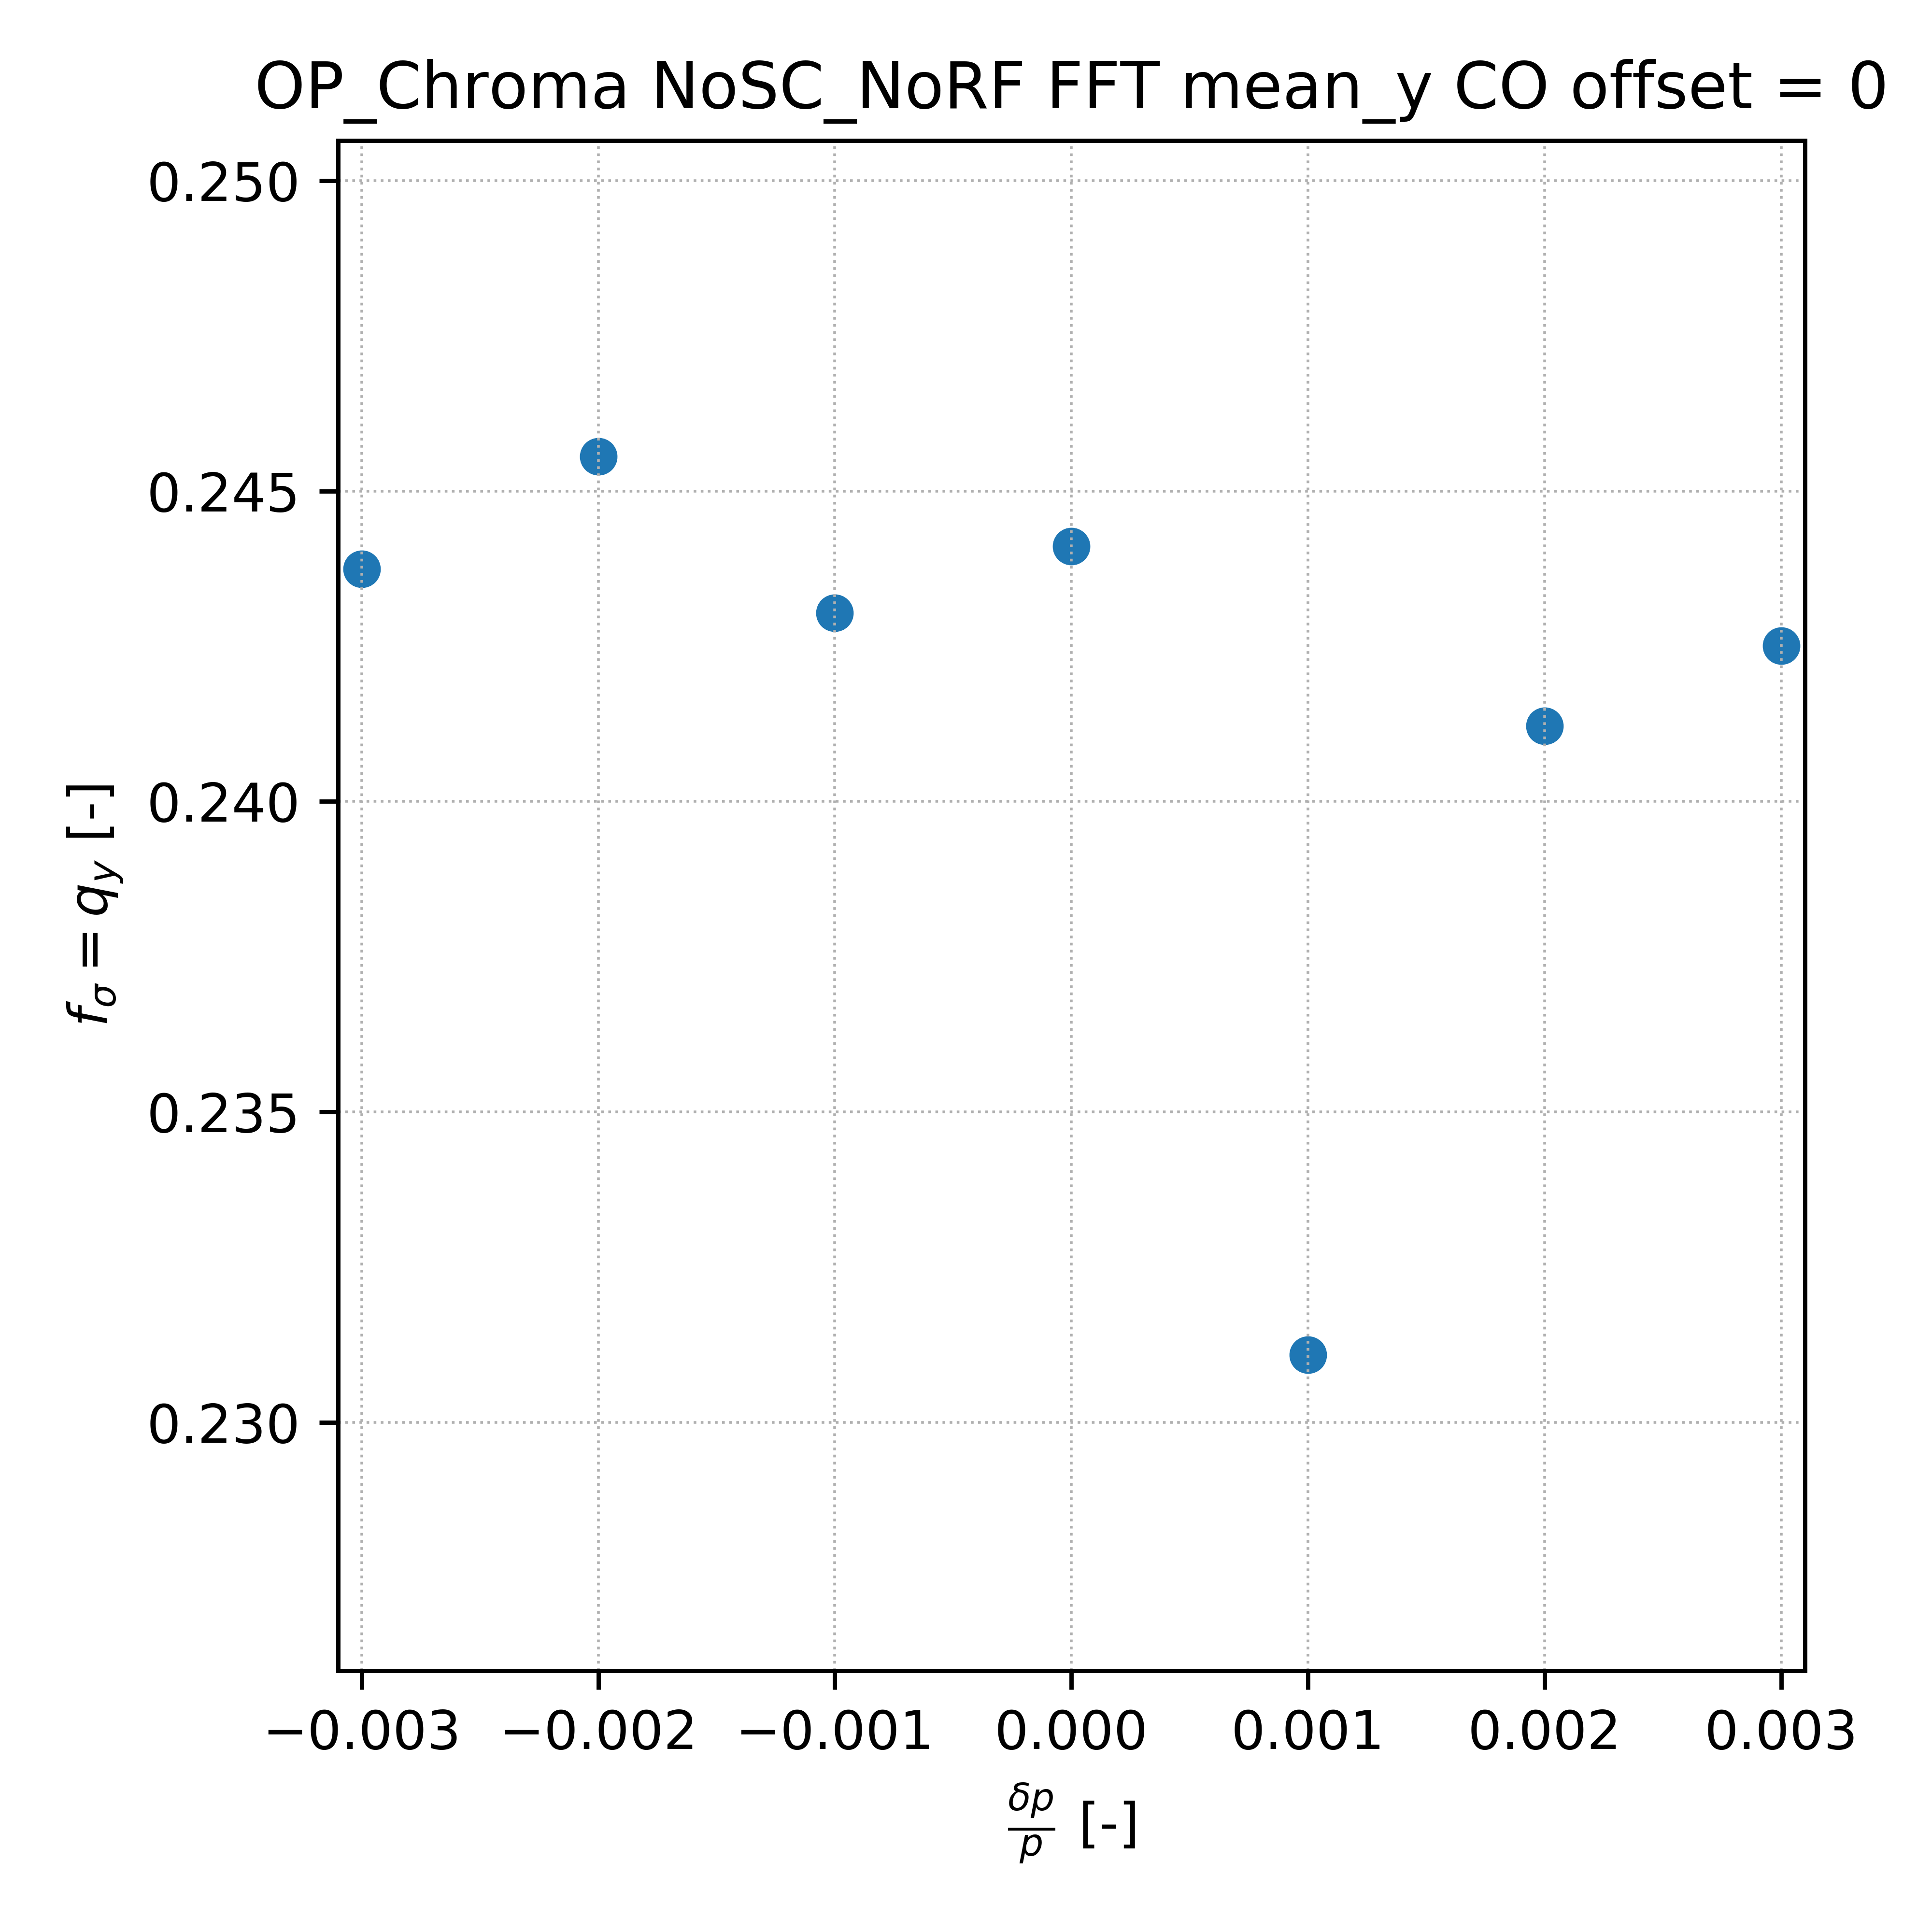 OP_Chroma NoSC_NoRF FFT mean_y CO offset = 0
0.250
0.245
0.240
0.235
0.230
f_σ = q_y [-]
−0.003 −0.002 −0.001 0.000 0.001 0.002 0.003
δp/p [-]